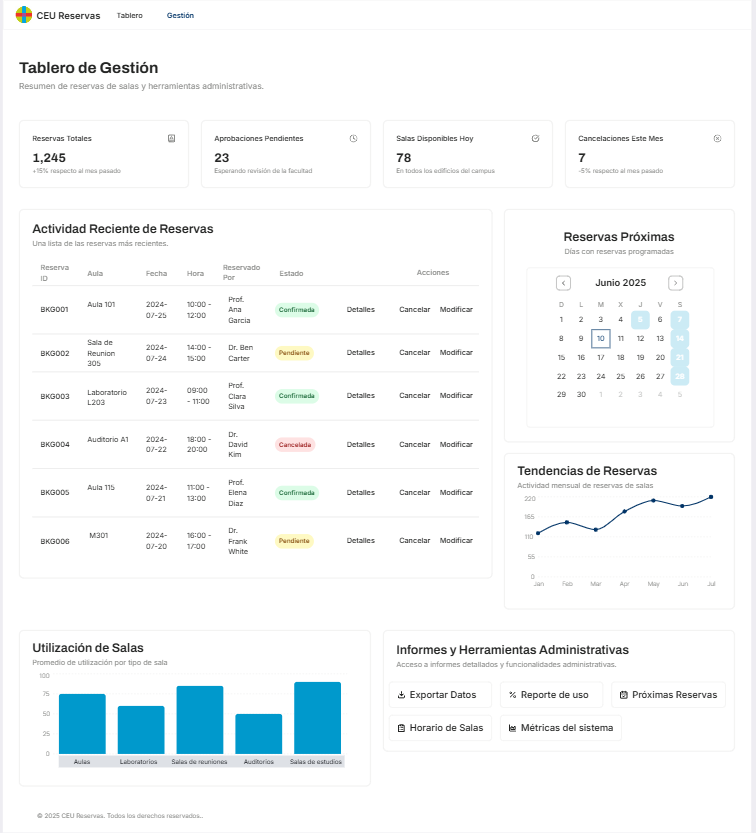 CEU Reservas Tablero Gestión
Tablero de Gestión
Resumen de reservas de salas y herramientas administrativas.
Reservas Totales
1,245
+15% respecto al mes pasado
Aprobaciones Pendientes
23
Esperando revisión de la facultad
Salas Disponibles Hoy
78
En todos los edificios del campus
Cancelaciones Este Mes
7
-5% respecto al mes pasado
Actividad Reciente de Reservas
Una lista de las reservas más recientes.
Reserva
ID
Aula
Fecha
Hora
Reservado
Por
Estado
Acciones
BKG001
Aula 101
2024-
07-25
10:00 -
12:00
Prof.
Ana
Garcia
Confirmada
Detalles
Cancelar
Modificar
BKG002
Sala de
Reunion
305
2024-
07-24
14:00 -
15:00
Dr. Ben
Carter
Pendiente
Detalles
Cancelar
Modificar
BKG003
Laboratorio
L203
2024-
07-23
09:00
- 11:00
Prof.
Clara
Silva
Confirmada
Detalles
Cancelar
Modificar
BKG004
Auditorio A1
2024-
07-22
18:00 -
20:00
Dr.
David
Kim
Cancelada
Detalles
Cancelar
Modificar
BKG005
Aula 115
2024-
07-21
11:00 -
13:00
Prof.
Elena
Diaz
Confirmada
Detalles
Cancelar
Modificar
BKG006
M301
2024-
07-20
16:00 -
17:00
Dr.
Frank
White
Pendiente
Detalles
Cancelar
Modificar
Reservas Próximas
Días con reservas programadas
Junio 2025
D L M X J V S
1 2 3 4 5 6 7
8 9 10 11 12 13 14
15 16 17 18 19 20 21
22 23 24 25 26 27 28
29 30 1 2 3 4 5
Tendencias de Reservas
Actividad mensual de reservas de salas
220
165
110
55
0
Jan Feb Mar Apr May Jun Jul
Utilización de Salas
Promedio de utilización por tipo de sala
100
75
50
25
0
Aulas Laboratorios Salas de reuniones Auditorios Salas de estudios
Informes y Herramientas Administrativas
Acceso a informes detallados y funcionalidades administrativas.
Exportar Datos
Reporte de uso
Próximas Reservas
Horario de Salas
Métricas del sistema
© 2025 CEU Reservas. Todos los derechos reservados..